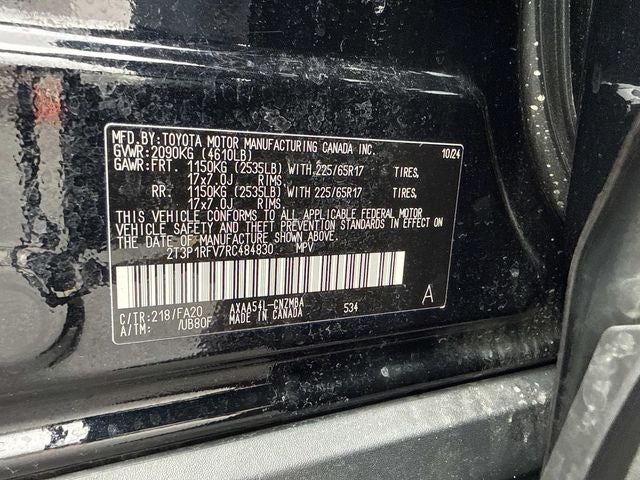 MFD. BY: TOYOTA MOTOR MANUFACTURING CANADA INC. 10/24
GVWR: 2090KG (4610LB)
GAWR: FRT. 1150KG (2535LB) WITH 225/65R17 TIRES,
17x7.0J RIMS,
RR. 1150KG (2535LB) WITH 225/65R17 TIRES,
17x7.0J RIMS.
THIS VEHICLE CONFORMS TO ALL APPLICABLE FEDERAL MOTOR
VEHICLE SAFETY AND THEFT PREVENTION STANDARDS IN EFFECT ON
THE DATE OF MANUFACTURE SHOWN ABOVE.
2T3P1RFV7RC484830 MPV
A
C/TR: 218/FA20 AXAA54L-CNZMBA 534
A/TM: /UB80F MADE IN CANADA